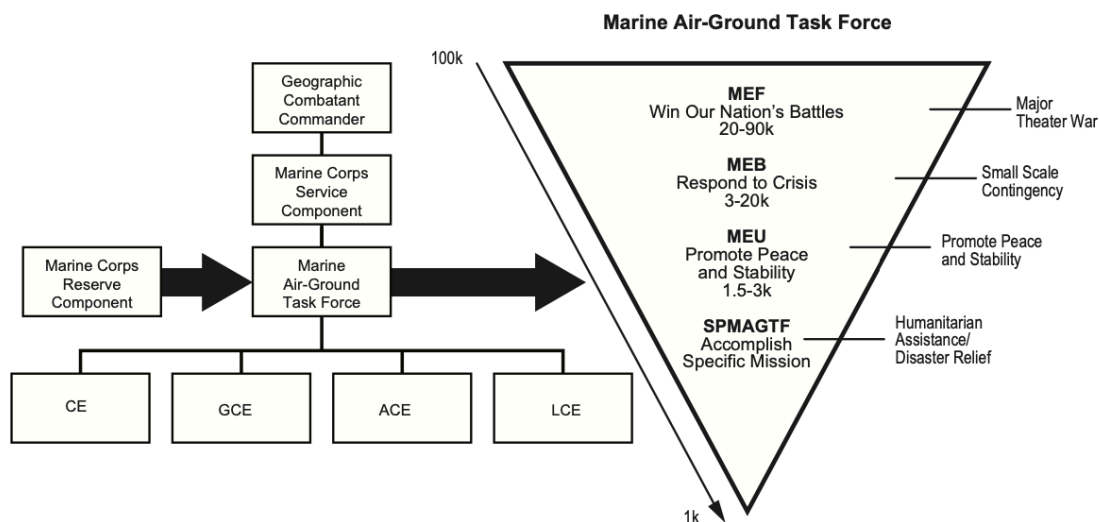 Marine Air-Ground Task Force
Geographic
Combatant
Commander
Marine Corps
Service
Component
Marine Corps
Reserve
Component
Marine
Air-Ground
Task Force
CE
GCE
ACE
LCE
100k
MEF
Win Our Nation's Battles
20-90k
Major
Theater War
MEB
Respond to Crisis
3-20k
Small Scale
Contingency
MEU
Promote Peace
and Stability
1.5-3k
Promote Peace
and Stability
SPMAGTF
Accomplish
Specific Mission
Humanitarian
Assistance/
Disaster Relief
1k